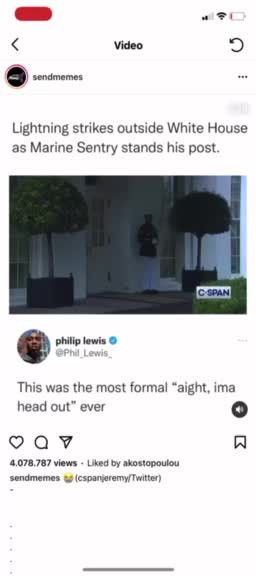 Video
sendmemes
Lightning strikes outside White House
as Marine Sentry stands his post.
C-SPAN
philip lewis
@Phil_Lewis_
This was the most formal “aight, ima
head out” ever
4.078.787 views · Liked by akostopoulou
sendmemes 😂 (cspanjeremy/Twitter)